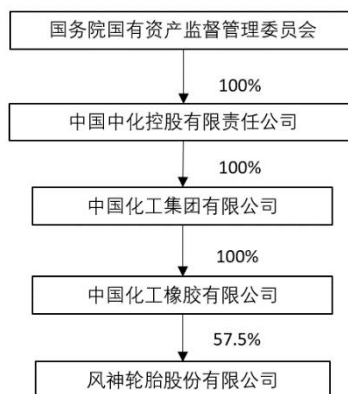 国务院国有资产监督管理委员会
100%
中国中化控股有限责任公司
100%
中国化工集团有限公司
100%
中国化工橡胶有限公司
57.5%
风神轮胎股份有限公司